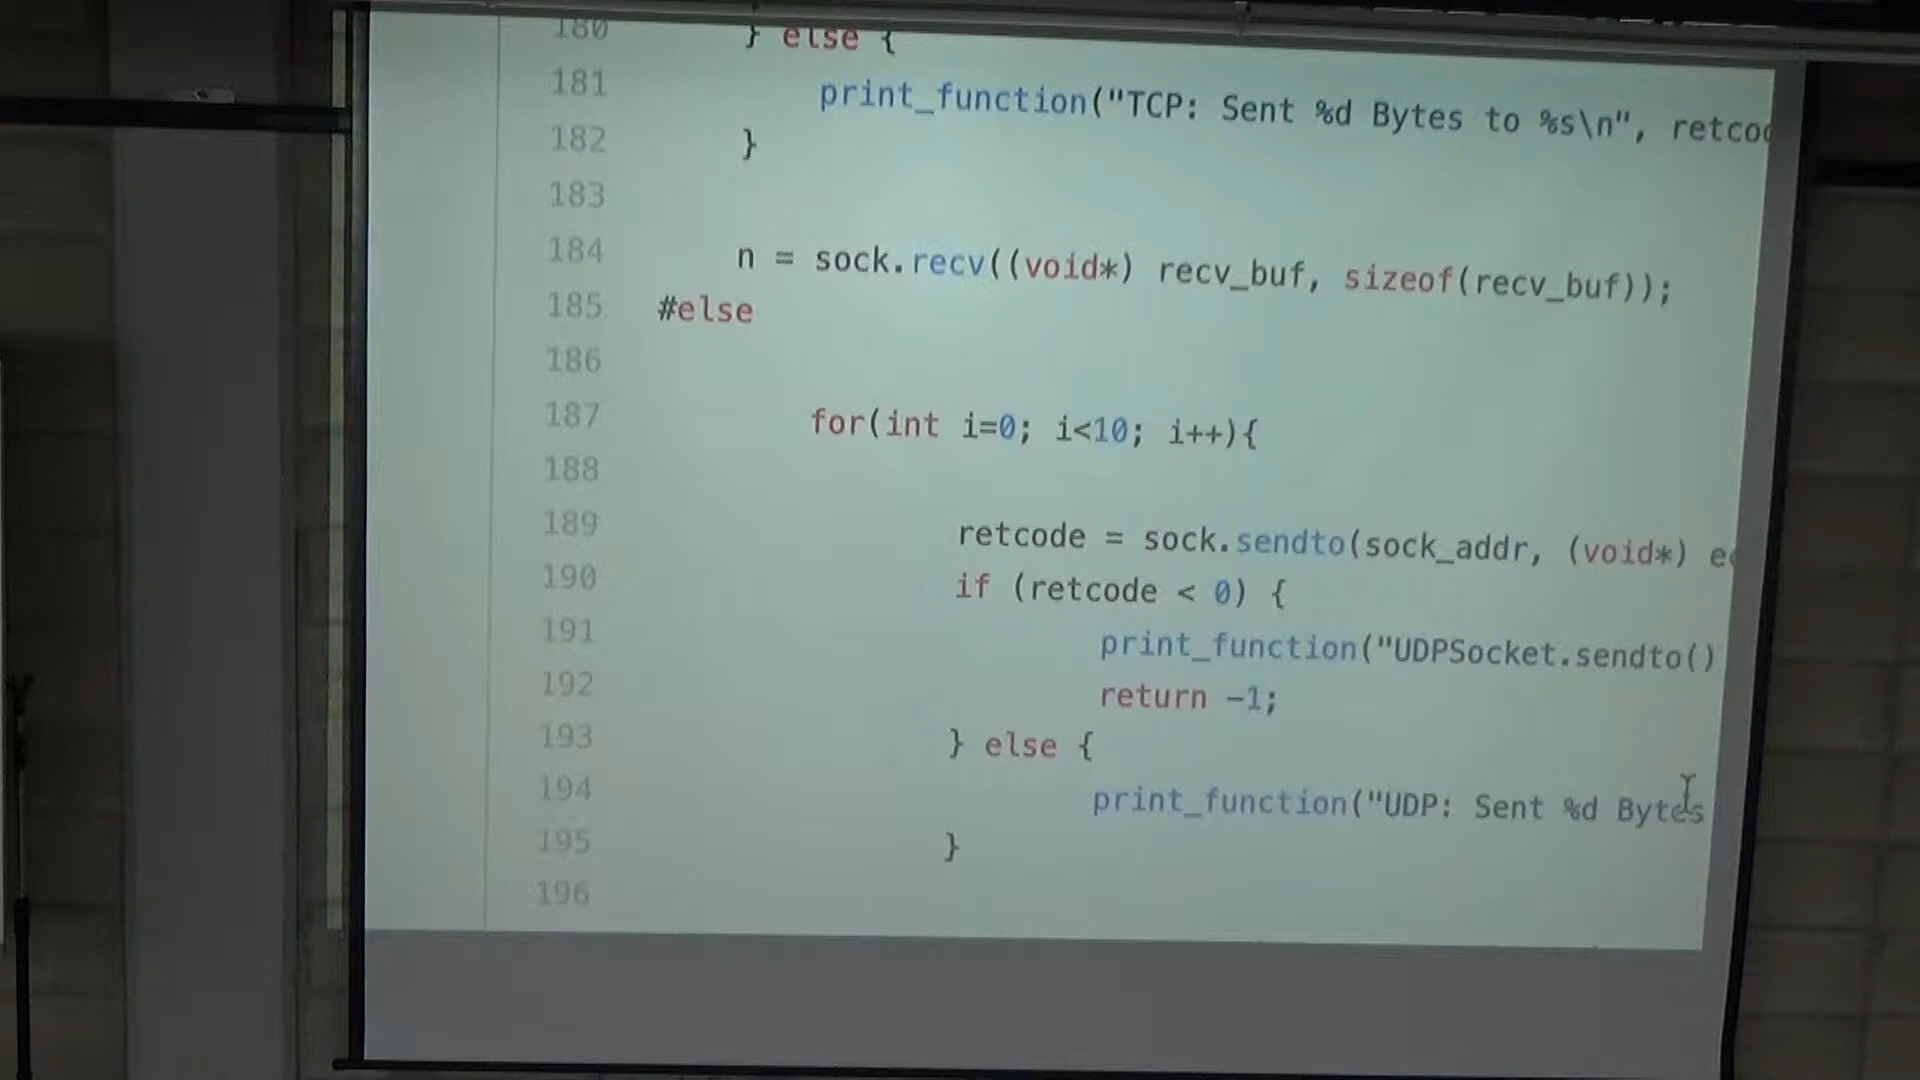 180 } else {
181 print_function("TCP: Sent %d Bytes to %s\n", retcod
182 }
183
184 n = sock.recv((void*) recv_buf, sizeof(recv_buf));
185 #else
186
187 for(int i=0; i<10; i++){
188
189 retcode = sock.sendto(sock_addr, (void*) e
190 if (retcode < 0) {
191 print_function("UDPSocket.sendto()
192 return -1;
193 } else {
194 print_function("UDP: Sent %d Bytes
195 }
196